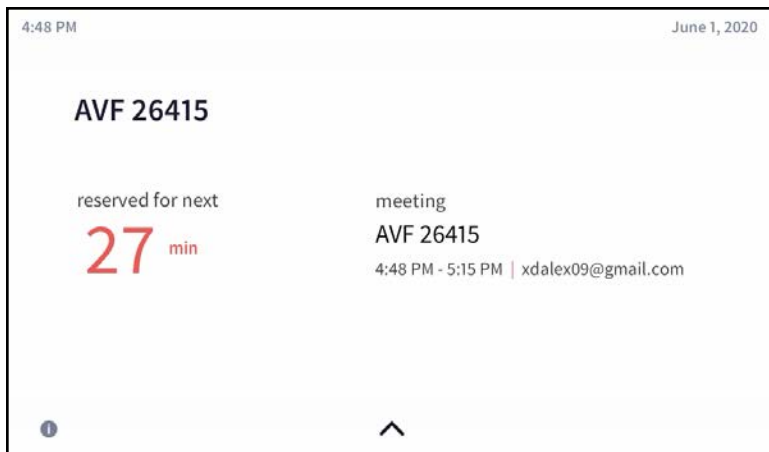 4:48 PM
June 1, 2020
AVF 26415
reserved for next
27 min
meeting
AVF 26415
4:48 PM - 5:15 PM | xdalex09@gmail.com